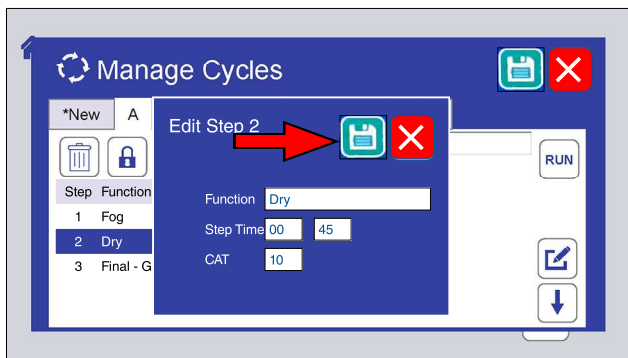 Manage Cycles
*New A
Edit Step 2
RUN
Step Function
1 Fog
2 Dry
3 Final - G
Function Dry
Step Time 00 45
CAT 10